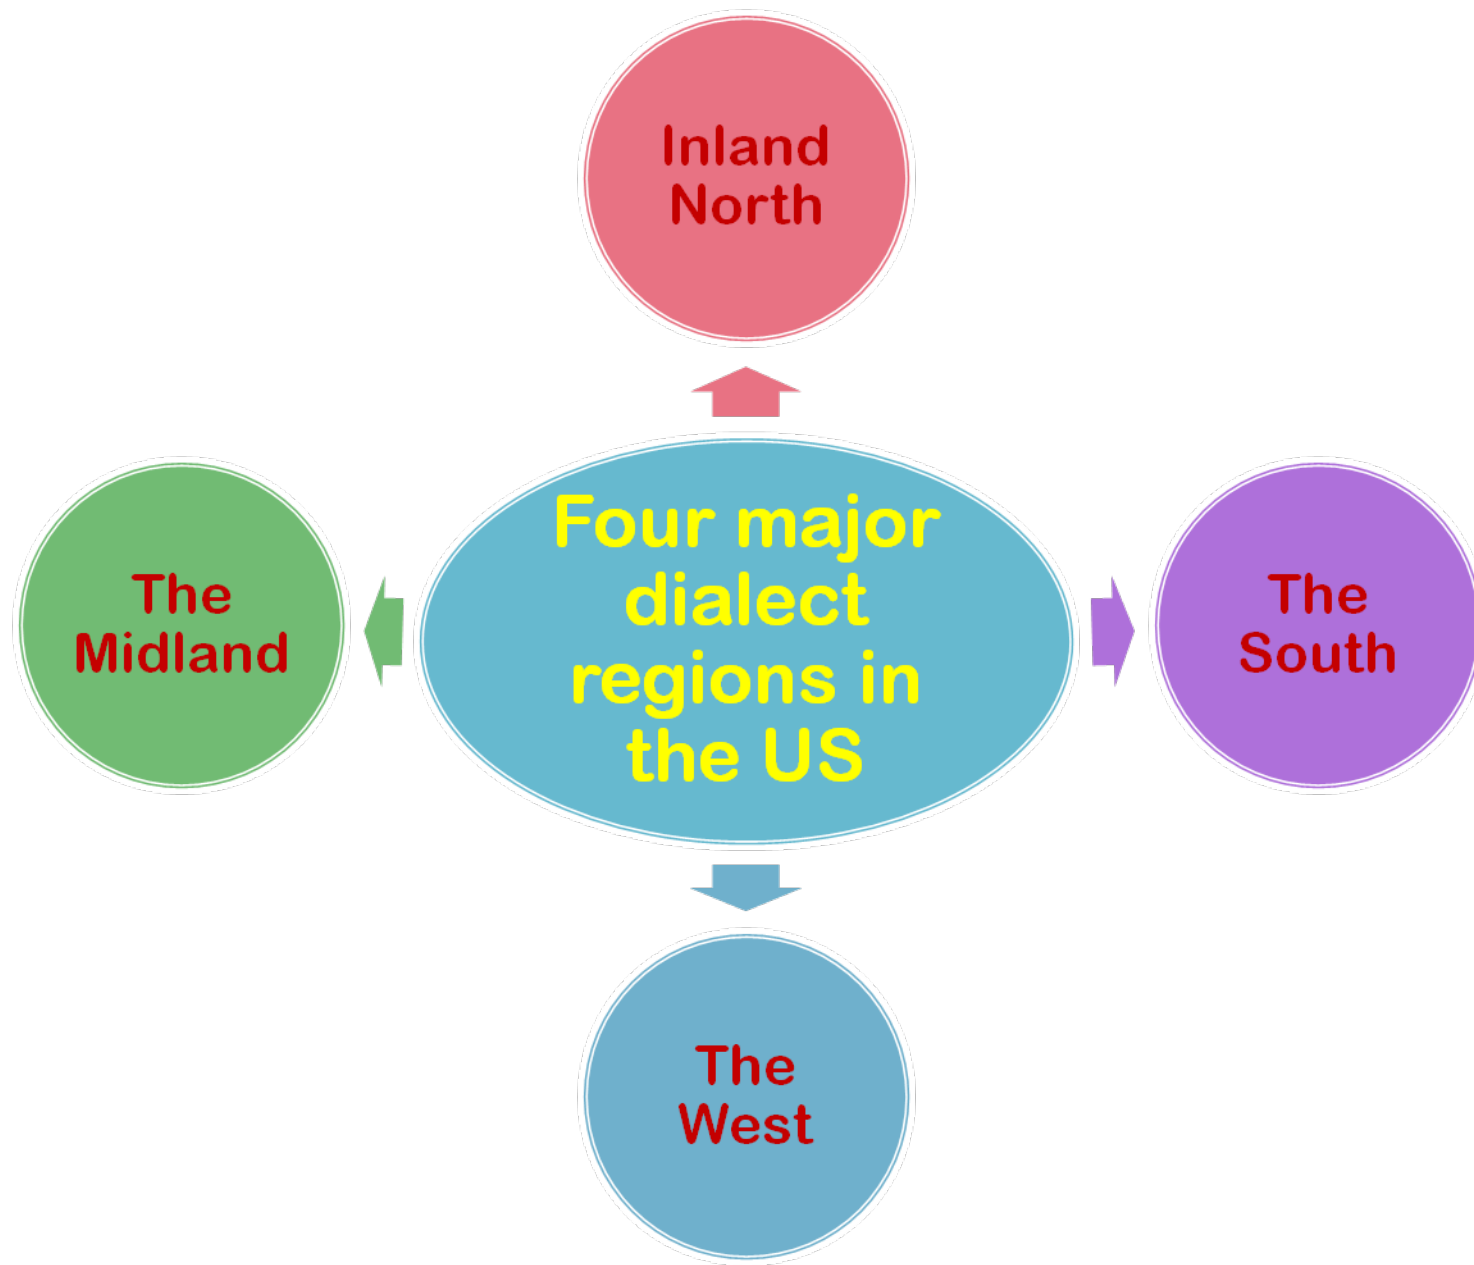 Inland
North
Four major
dialect
regions in
the US
The
Midland
The
South
The
West